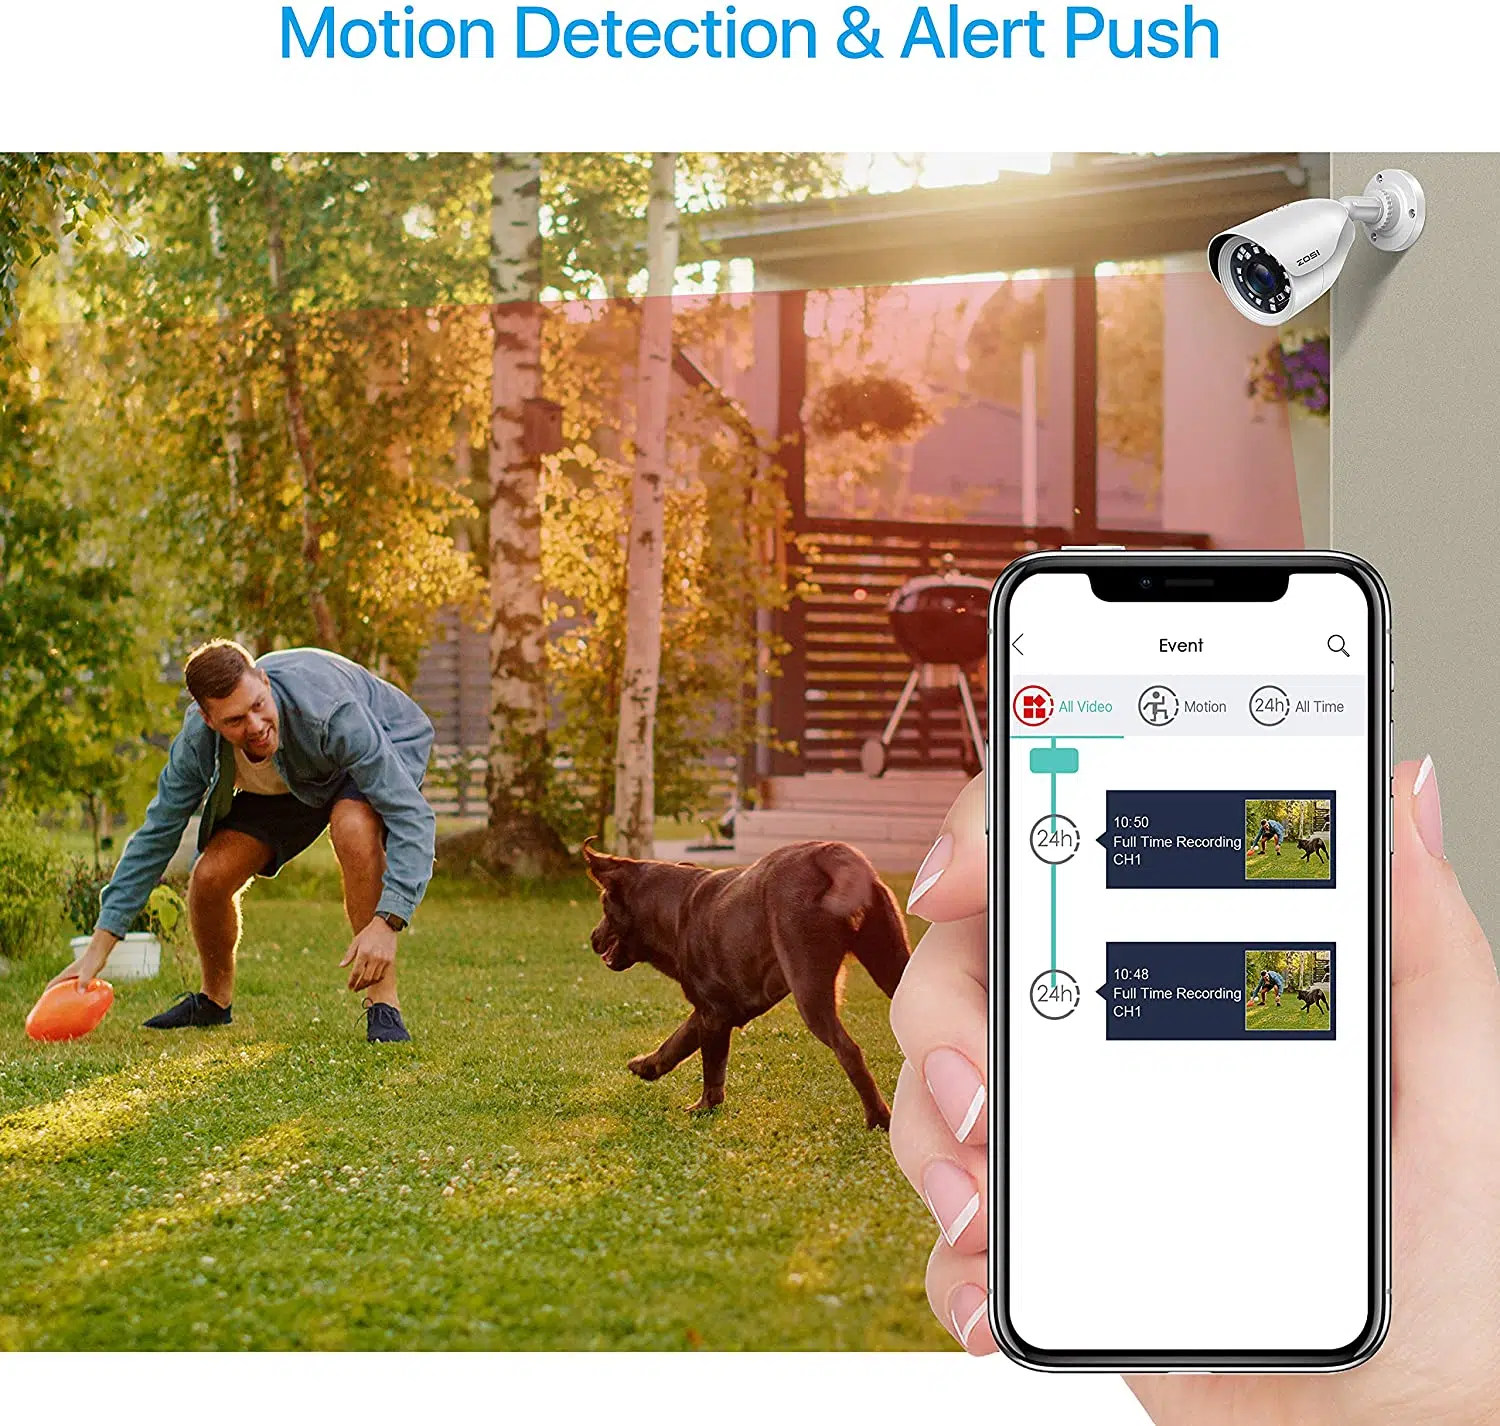 Motion Detection & Alert Push
ZOSI
Event
All Video
Motion
24h
All Time
10:50
24h
Full Time Recording
CH1
10:48
24h
Full Time Recording
CH1